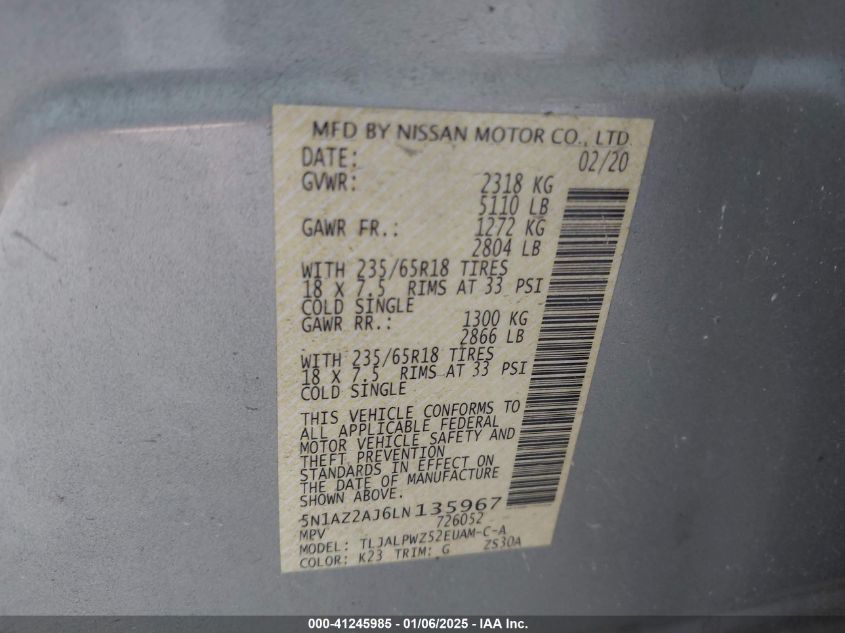 MFD BY NISSAN MOTOR CO., LTD
DATE: 02/20
GVWR: 2318 KG
5110 LB
GAWR FR.: 1272 KG
2804 LB
WITH 235/65R18 TIRES
18 X 7.5 RIMS AT 33 PSI
COLD SINGLE
GAWR RR.: 1300 KG
2866 LB
WITH 235/65R18 TIRES
18 X 7.5 RIMS AT 33 PSI
COLD SINGLE
THIS VEHICLE CONFORMS TO
ALL APPLICABLE FEDERAL
MOTOR VEHICLE SAFETY AND
THEFT PREVENTION
STANDARDS IN EFFECT ON
THE DATE OF MANUFACTURE
SHOWN ABOVE.
5N1AZ2AJ6LN135967
MPV 726052
MODEL: TLJALPWZ52EUAM-C-A
COLOR: K23 TRIM: G ZS30A
000-41245985 - 01/06/2025 - IAA Inc.